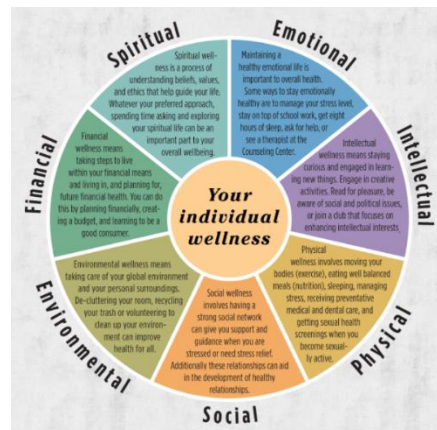 Spiritual
Spiritual well-
ness is a process of
understanding beliefs, values,
and ethics that help guide your life.
Whatever your preferred approach,
spending time asking and exploring
your spiritual life can be an
important part to your
overall wellbeing.
Emotional
Maintaining a
healthy emotional life is
important to overall health.
Some ways to stay emotionally
healthy are to manage your stress level,
stay on top of school work, get eight
hours of sleep, ask for help, or
see a therapist at the
Counseling Center.
Intellectual
Intellectual
wellness means staying
curious and engaged in learn-
ing new things. Engage in creative
activities. Read for pleasure, be
aware of social and political issues,
or join a club that focuses on
enhancing intellectual interests
Physical
Physical
wellness involves moving your
bodies (exercise), eating well balanced
meals (nutrition), sleeping, managing
stress, receiving preventative
medical and dental care, and
getting sexual health
screenings when you
become sexual-
ly active.
Social
Social wellness
involves having a
strong social network
can give you support and
guidance when you are
stressed or need stress relief.
Additionally these relationships can aid
in the development of healthy
relationships.
Environmental
Environmental wellness means
taking care of your global environment
and your personal surroundings.
De-cluttering your room, recycling
your trash or volunteering to
clean up your environ-
ment can improve
health for all.
Financial
Financial
wellness means
taking steps to live
within your financial means
and living in, and planning for,
future financial health. You can do
this by planning financially, creat-
ing a budget, and learning to be a
good consumer.
Your
individual
wellness